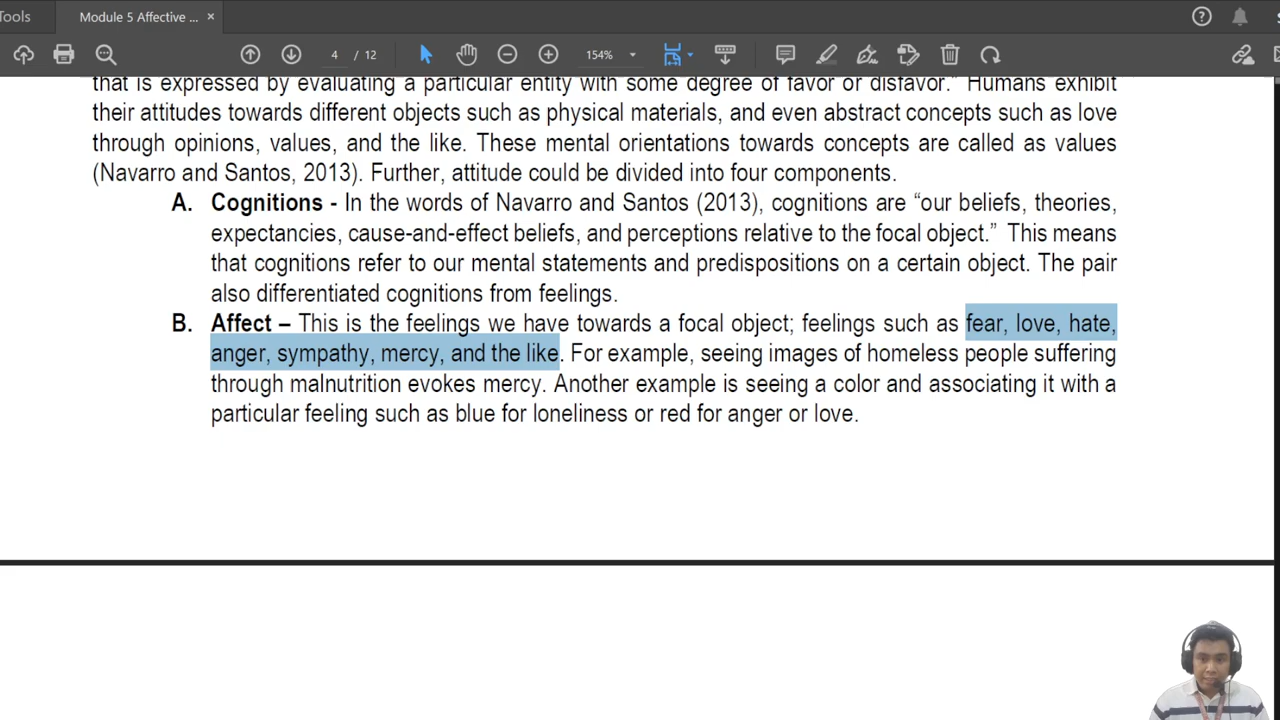 Tools
Module 5 Affective ... ×
4 / 12
154%
that is expressed by evaluating a particular entity with some degree of favor or disfavor.” Humans exhibit
their attitudes towards different objects such as physical materials, and even abstract concepts such as love
through opinions, values, and the like. These mental orientations towards concepts are called as values
(Navarro and Santos, 2013). Further, attitude could be divided into four components.
A. Cognitions - In the words of Navarro and Santos (2013), cognitions are “our beliefs, theories,
expectancies, cause-and-effect beliefs, and perceptions relative to the focal object.” This means
that cognitions refer to our mental statements and predispositions on a certain object. The pair
also differentiated cognitions from feelings.
B. Affect – This is the feelings we have towards a focal object; feelings such as fear, love, hate,
anger, sympathy, mercy, and the like. For example, seeing images of homeless people suffering
through malnutrition evokes mercy. Another example is seeing a color and associating it with a
particular feeling such as blue for loneliness or red for anger or love.